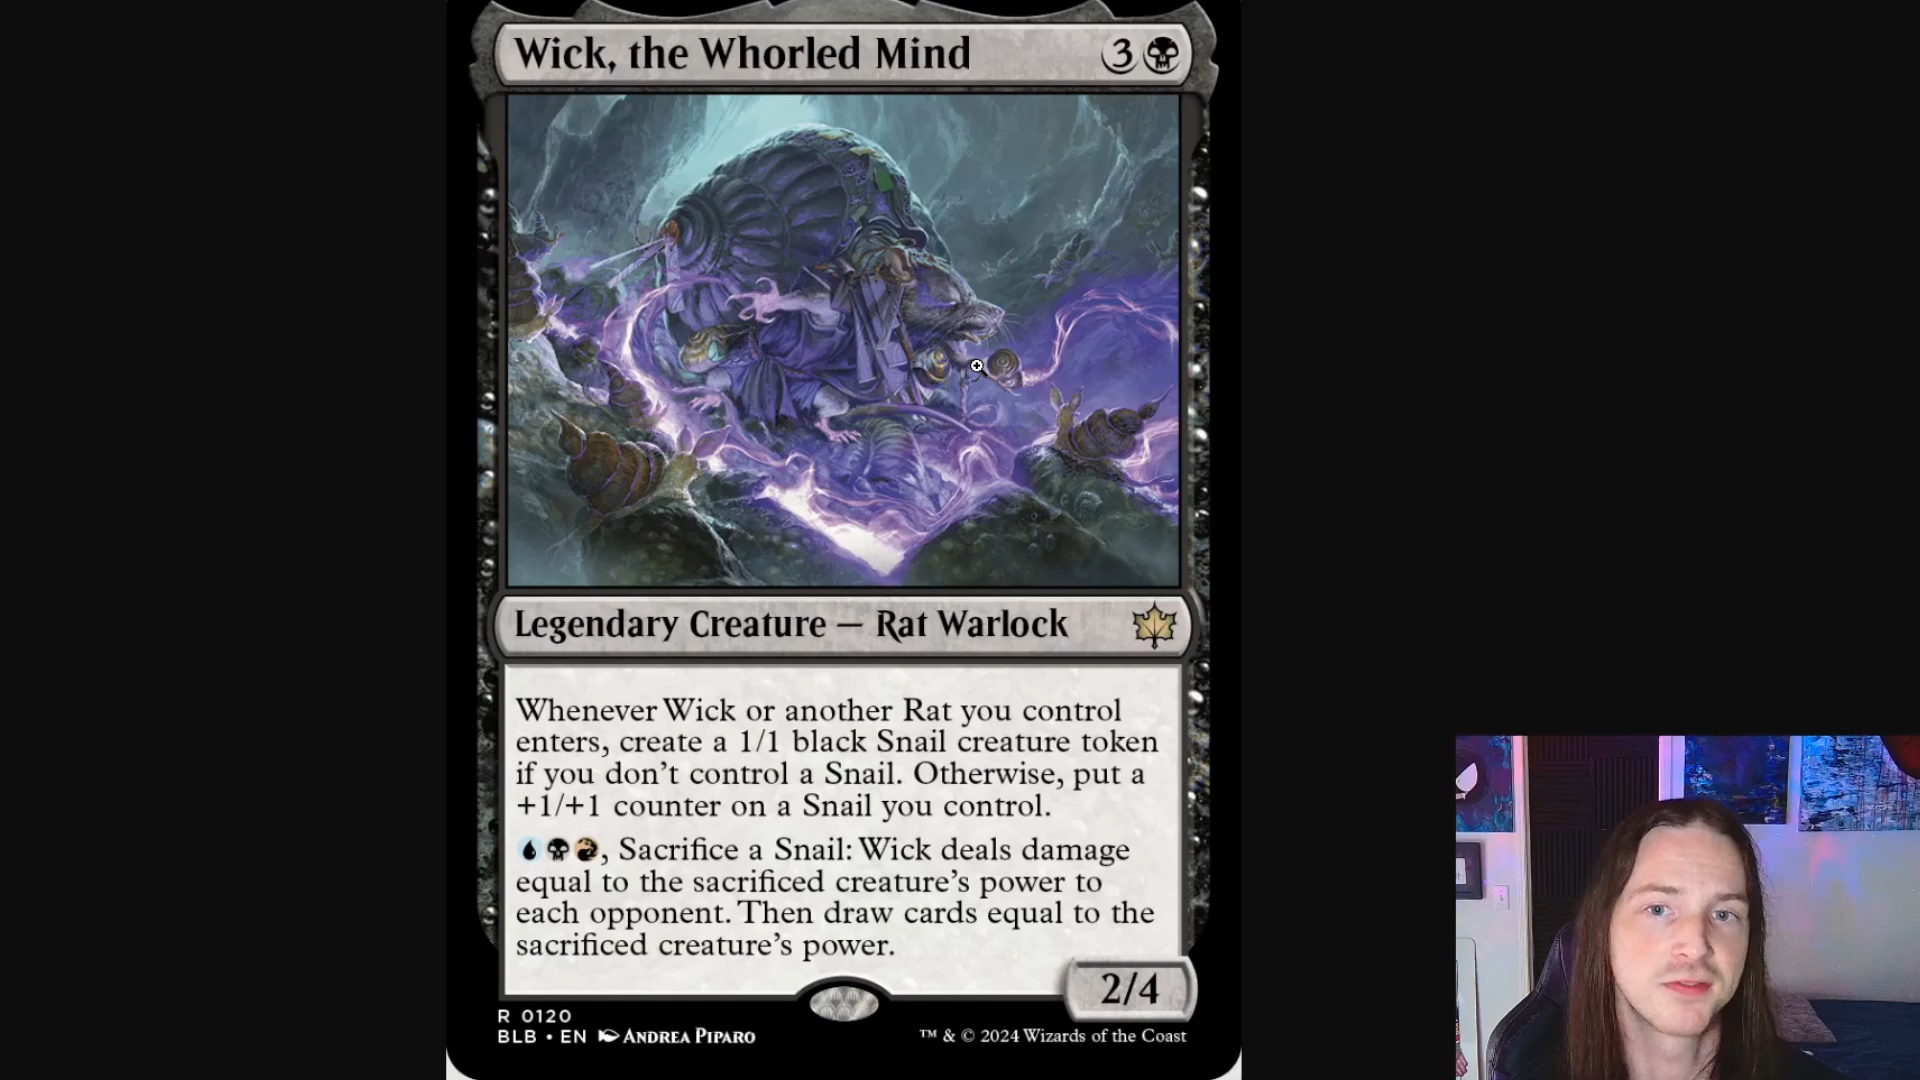 Wick, the Whorled Mind 3
Legendary Creature — Rat Warlock
Whenever Wick or another Rat you control
enters, create a 1/1 black Snail creature token
if you don't control a Snail. Otherwise, put a
+1/+1 counter on a Snail you control.
, Sacrifice a Snail: Wick deals damage
equal to the sacrificed creature's power to
each opponent. Then draw cards equal to the
sacrificed creature's power.
2/4
R 0120
BLB • EN ANDREA PIPARO
™ & © 2024 Wizards of the Coast